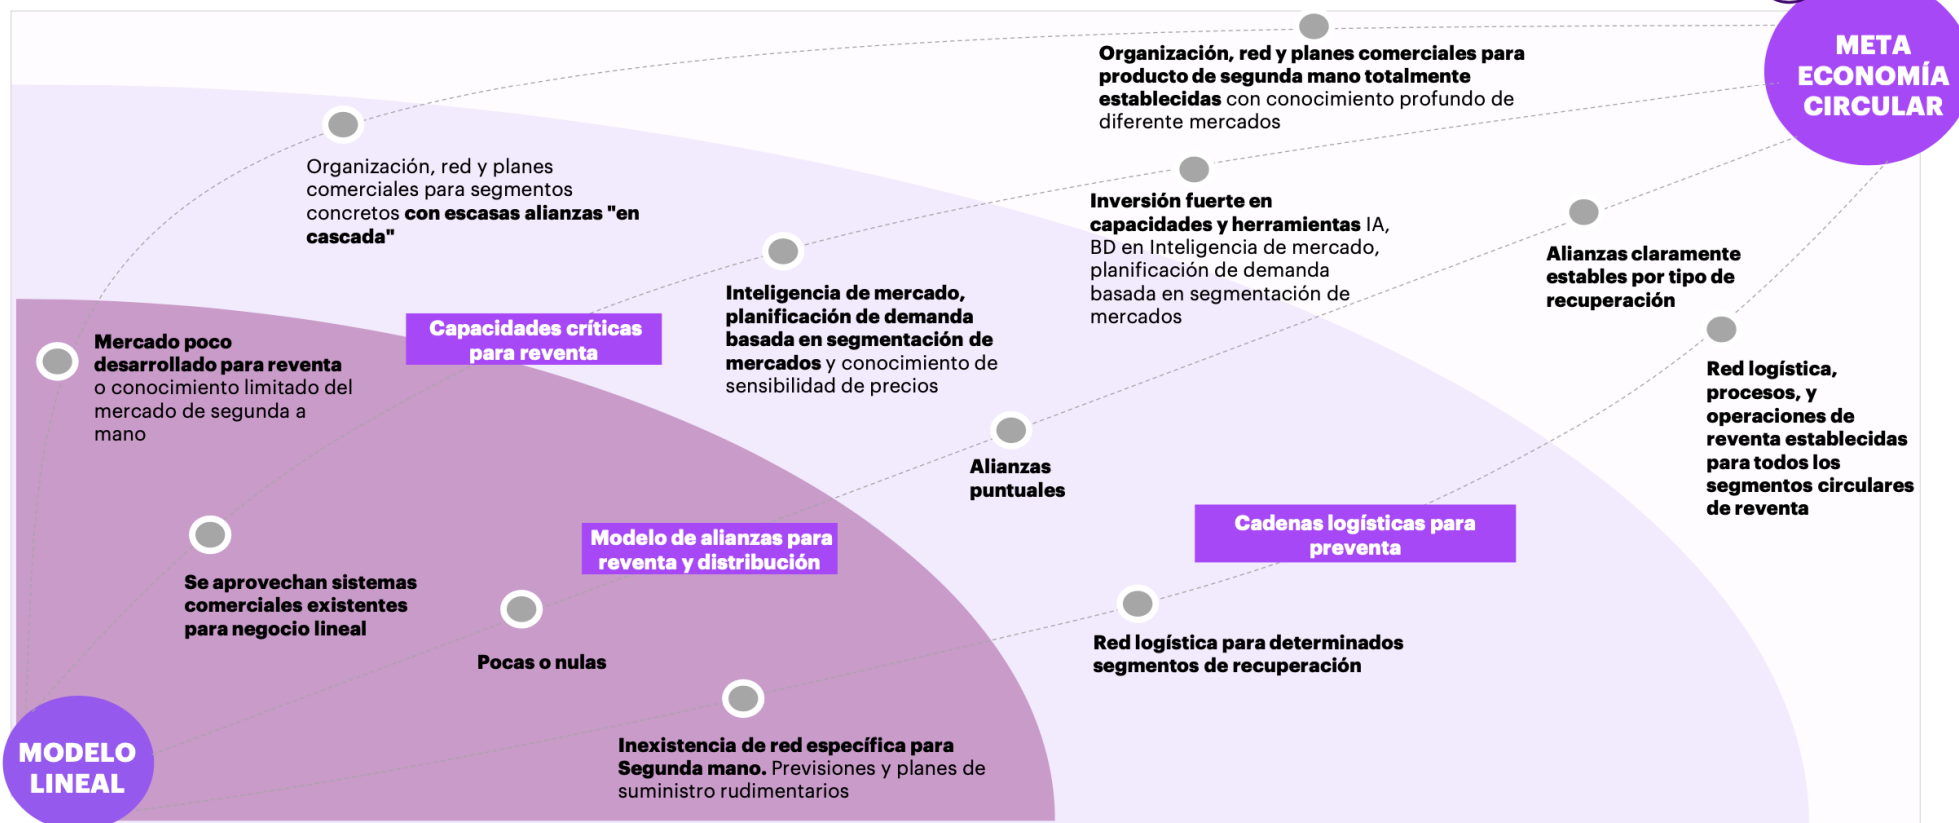 META
ECONOMÍA
CIRCULAR
Organización, red y planes comerciales para
producto de segunda mano totalmente
establecidas con conocimiento profundo de
diferente mercados
Organización, red y planes
comerciales para segmentos
concretos con escasas alianzas "en
cascada"
Inversión fuerte en
capacidades y herramientas IA,
BD en Inteligencia de mercado,
planificación de demanda
basada en segmentación de
mercados
Alianzas claramente
estables por tipo de
recuperación
Inteligencia de mercado,
planificación de demanda
basada en segmentación de
mercados y conocimiento de
sensibilidad de precios
Capacidades críticas
para reventa
Mercado poco
desarrollado para reventa
o conocimiento limitado del
mercado de segunda a
mano
Red logística,
procesos, y
operaciones de
reventa establecidas
para todos los
segmentos circulares
de reventa
Alianzas
puntuales
Cadenas logísticas para
preventa
Modelo de alianzas para
reventa y distribución
Se aprovechan sistemas
comerciales existentes
para negocio lineal
Pocas o nulas
Red logística para determinados
segmentos de recuperación
Inexistencia de red específica para
Segunda mano. Previsiones y planes de
suministro rudimentarios
MODELO
LINEAL